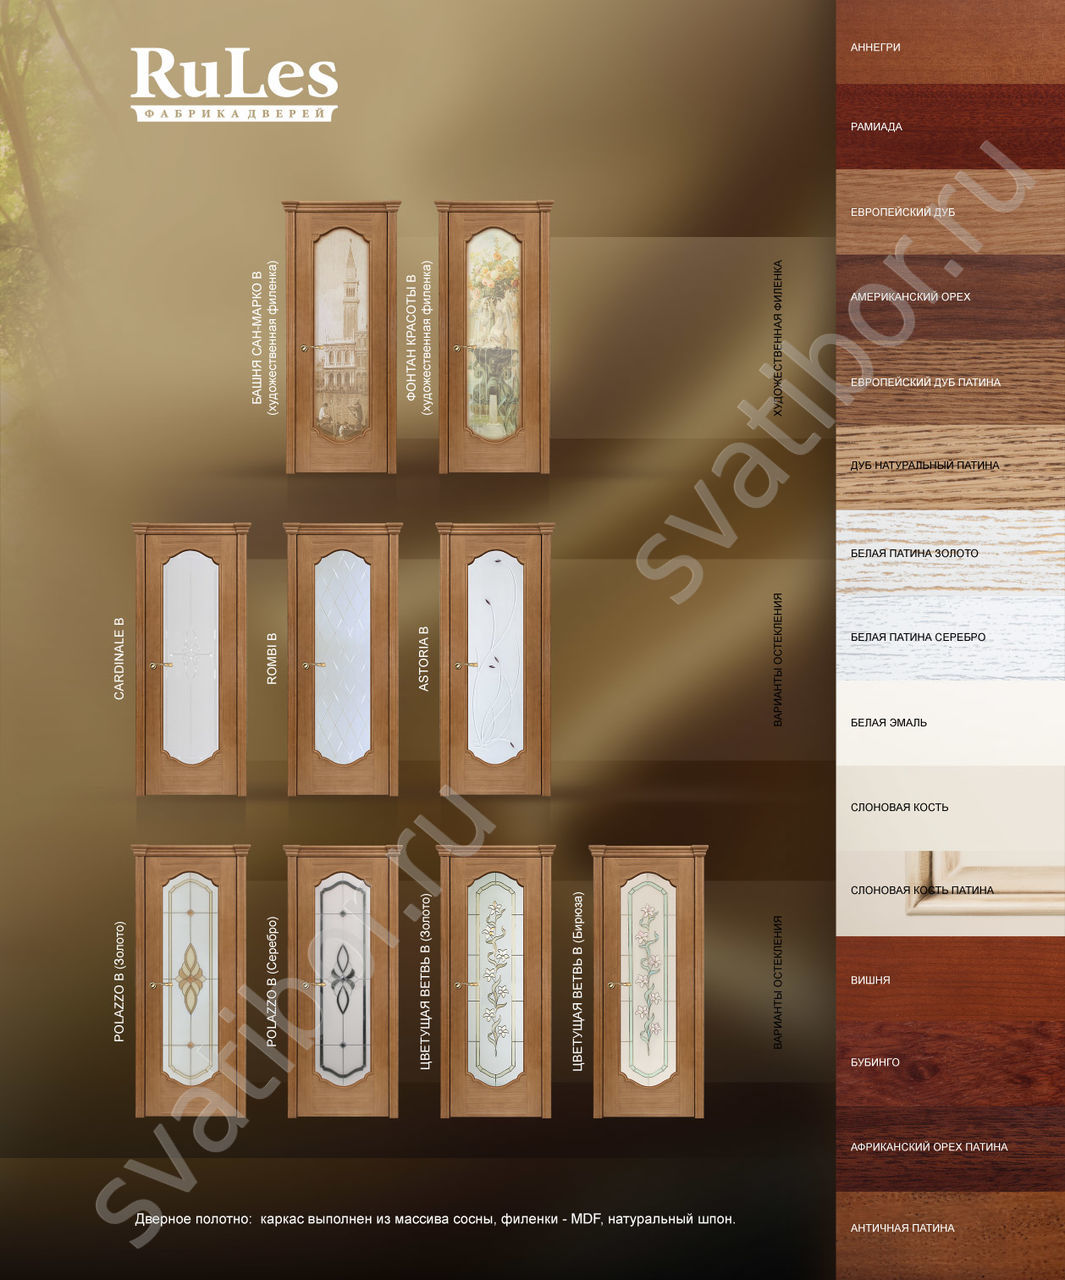 RuLes
ФАБРИКА ДВЕРЕЙ
БАШНЯ САН-МАРКО В
(художественная филенка)
ФОНТАН КРАСОТЫ В
(художественная филенка)
ХУДОЖЕСТВЕННАЯ ФИЛЕНКА
CARDINALE В
ROMBI В
ASTORIA В
ВАРИАНТЫ ОСТЕКЛЕНИЯ
POLAZZO В (Золото)
POLAZZO В (Серебро)
ЦВЕТУЩАЯ ВЕТВЬ В (Золото)
ЦВЕТУЩАЯ ВЕТВЬ В (Бирюза)
ВАРИАНТЫ ОСТЕКЛЕНИЯ
Дверное полотно: каркас выполнен из массива сосны, филенки - MDF, натуральный шпон.
АННЕГРИ
РАМИАДА
ЕВРОПЕЙСКИЙ ДУБ
АМЕРИКАНСКИЙ ОРЕХ
ЕВРОПЕЙСКИЙ ДУБ ПАТИНА
ДУБ НАТУРАЛЬНЫЙ ПАТИНА
БЕЛАЯ ПАТИНА ЗОЛОТО
БЕЛАЯ ПАТИНА СЕРЕБРО
БЕЛАЯ ЭМАЛЬ
СЛОНОВАЯ КОСТЬ
СЛОНОВАЯ КОСТЬ ПАТИНА
ВИШНЯ
БУБИНГО
АФРИКАНСКИЙ ОРЕХ ПАТИНА
АНТИЧНАЯ ПАТИНА
svatibor.ru
svatibor.ru